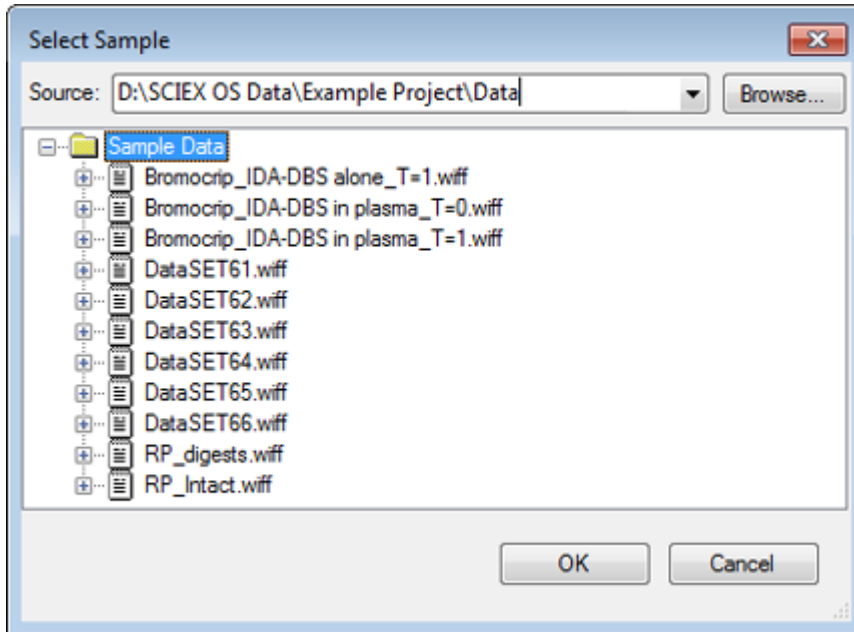 Select Sample
Source: D:\SCIEX OS Data\Example Project\Data Browse...
Sample Data
Bromocrip_IDA-DBS alone_T=1.wiff
Bromocrip_IDA-DBS in plasma_T=0.wiff
Bromocrip_IDA-DBS in plasma_T=1.wiff
DataSET61.wiff
DataSET62.wiff
DataSET63.wiff
DataSET64.wiff
DataSET65.wiff
DataSET66.wiff
RP_digests.wiff
RP_Intact.wiff
OK Cancel